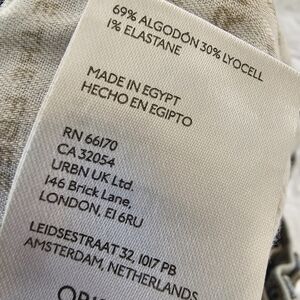 69% ALGODÓN 30% LYOCELL
1% ELASTANE
MADE IN EGYPT
HECHO EN EGIPTO
RN 66170
CA 32054
URBN UK Ltd.
146 Brick Lane,
LONDON, E1 6RU
LEIDSESTRAAT 32, 1017 PB
AMSTERDAM, NETHERLANDS